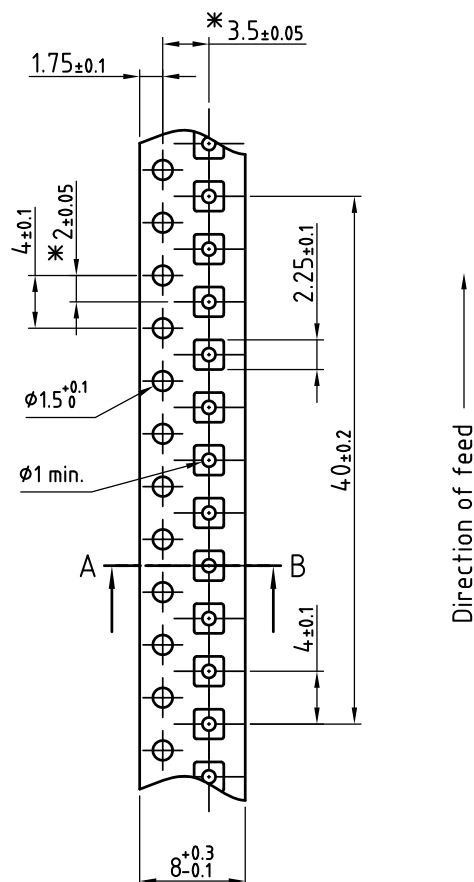 * 3.5±0.05
1.75±0.1
4±0.1
* 2±0.05
2.25±0.1
φ1.5 +0.1 0
40±0.2
φ1 min.
Direction of feed
A B
4±0.1
8 +0.3 -0.1